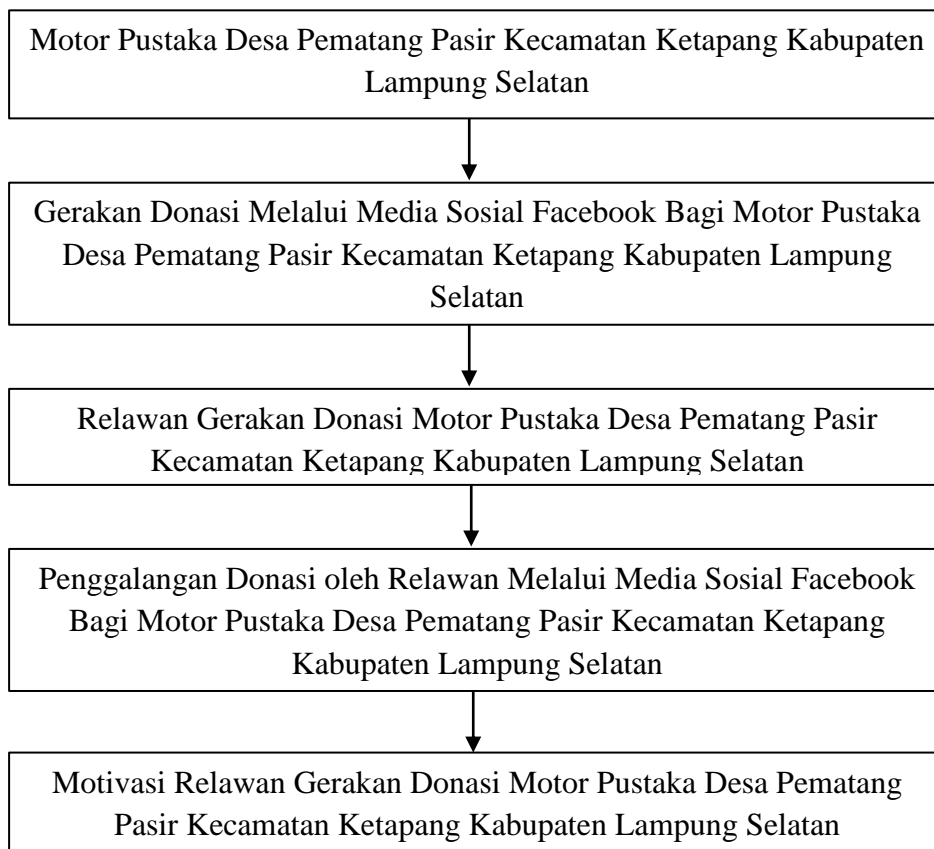 Motor Pustaka Desa Pematang Pasir Kecamatan Ketapang Kabupaten
Lampung Selatan
Gerakan Donasi Melalui Media Sosial Facebook Bagi Motor Pustaka
Desa Pematang Pasir Kecamatan Ketapang Kabupaten Lampung
Selatan
Relawan Gerakan Donasi Motor Pustaka Desa Pematang Pasir
Kecamatan Ketapang Kabupaten Lampung Selatan
Penggalangan Donasi oleh Relawan Melalui Media Sosial Facebook
Bagi Motor Pustaka Desa Pematang Pasir Kecamatan Ketapang
Kabupaten Lampung Selatan
Motivasi Relawan Gerakan Donasi Motor Pustaka Desa Pematang
Pasir Kecamatan Ketapang Kabupaten Lampung Selatan